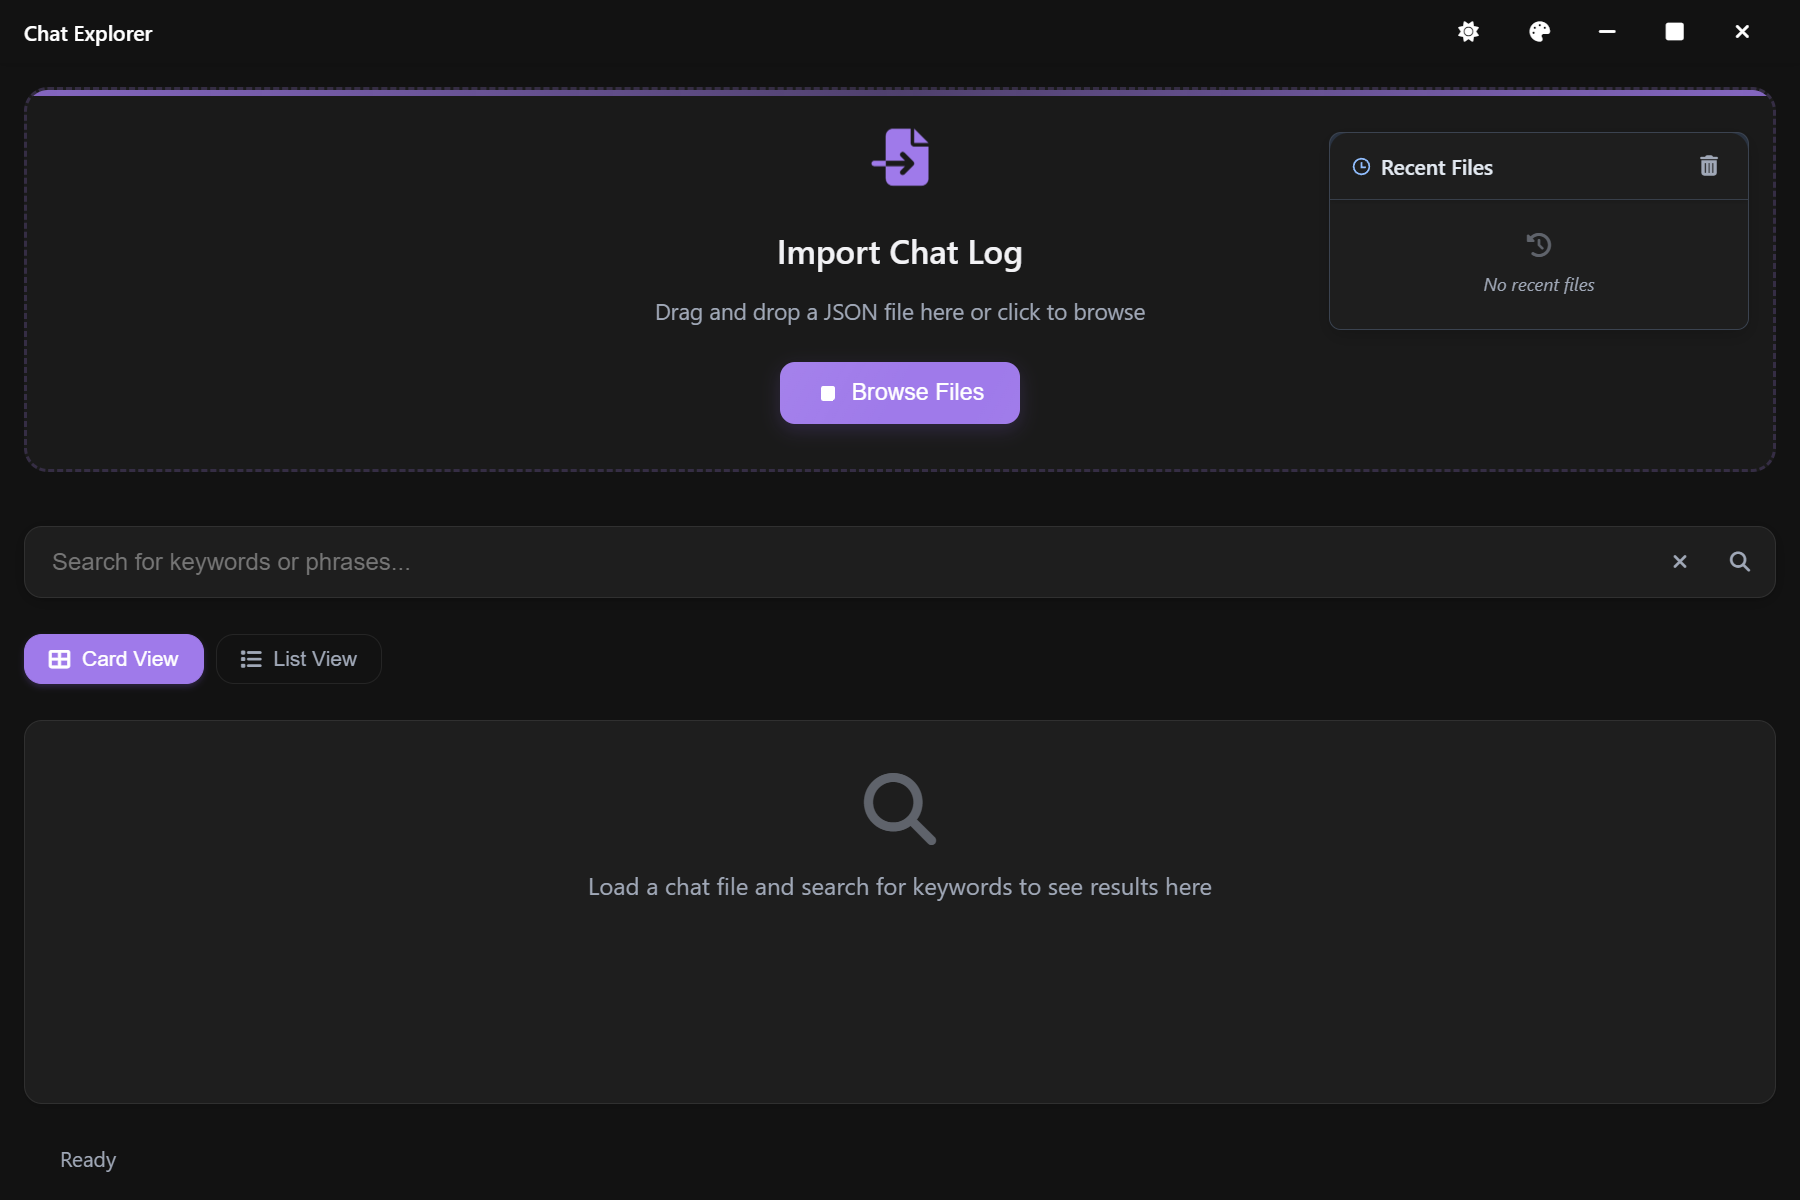 Chat Explorer
Import Chat Log
Drag and drop a JSON file here or click to browse
Browse Files
Recent Files
No recent files
Search for keywords or phrases...
Card View
List View
Load a chat file and search for keywords to see results here
Ready